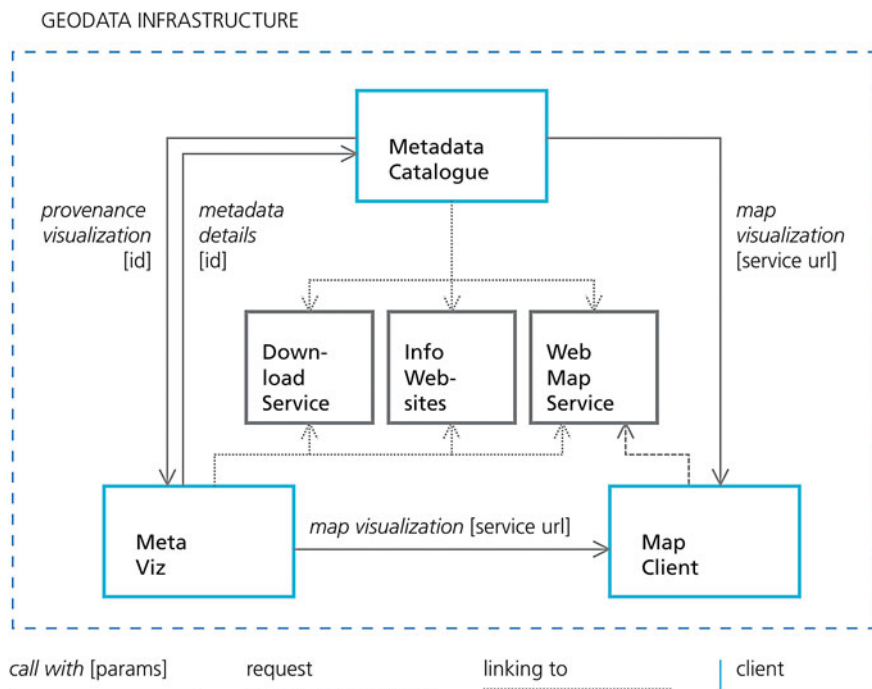 GEODATA INFRASTRUCTURE
Metadata
Catalogue
provenance
visualization
[id]
metadata
details
[id]
map
visualization
[service url]
Down-
load
Service
Info
Web-
sites
Web
Map
Service
Meta
Viz
map visualization [service url]
Map
Client
call with [params]
request
linking to
client